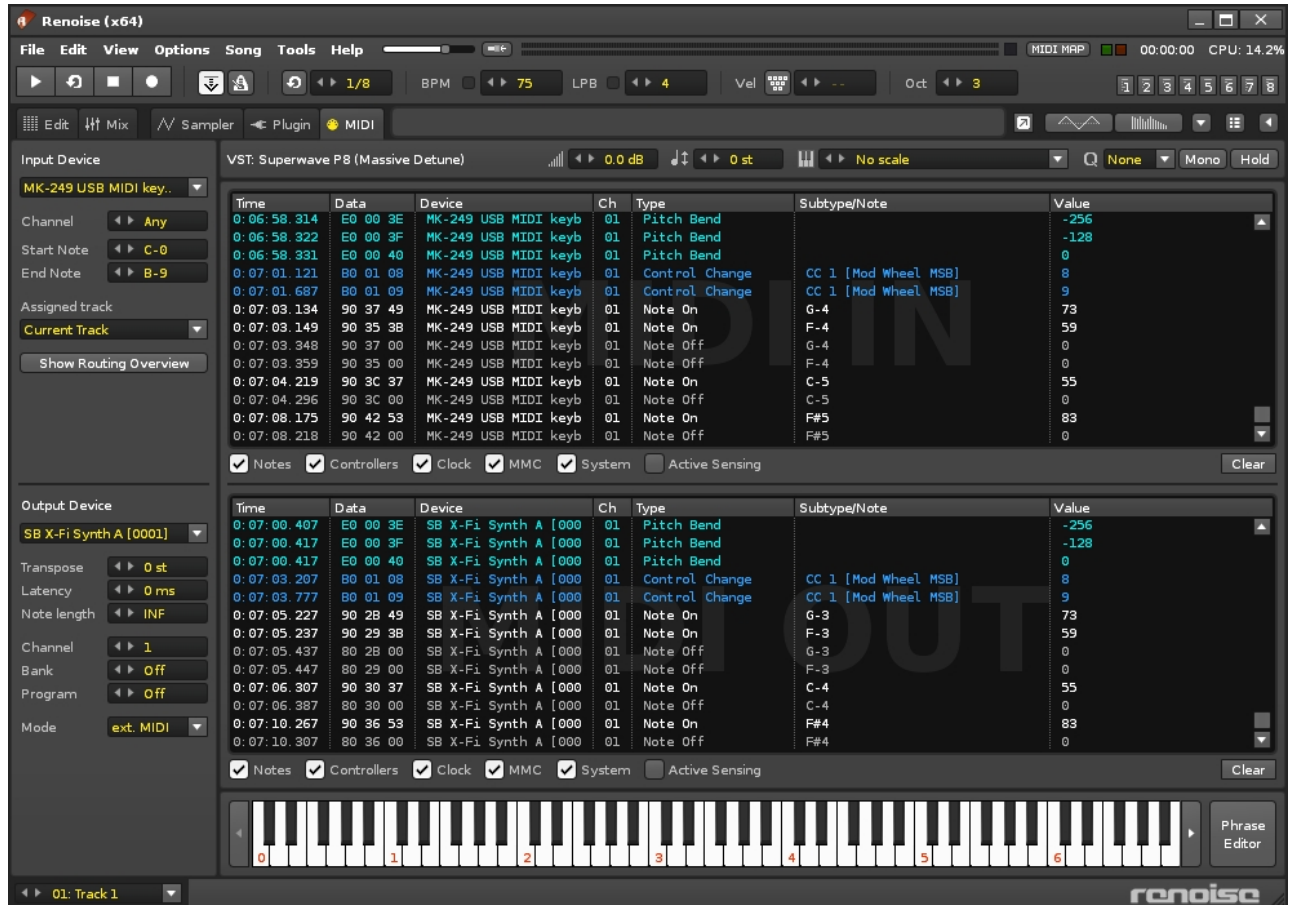 Renoise (x64)
File Edit View Options Song Tools Help MIDI MAP 00:00:00 CPU: 14.2%
1/8 BPM 75 LPB 4 Vel -- Oct 3 1 2 3 4 5 6 7 8
Edit Mix Sampler Plugin MIDI
Input Device
MK-249 USB MIDI key..
Channel Any
Start Note C-0
End Note B-9
Assigned track
Current Track
Show Routing Overview
VST: Superwave P8 (Massive Detune) 0.0 dB 0 st No scale Q None Mono Hold
MIDI IN
Time Data Device Ch Type Subtype/Note Value
0:06:58.314 E0 00 3E MK-249 USB MIDI keyb 01 Pitch Bend -256
0:06:58.322 E0 00 3F MK-249 USB MIDI keyb 01 Pitch Bend -128
0:06:58.331 E0 00 40 MK-249 USB MIDI keyb 01 Pitch Bend 0
0:07:01.121 B0 01 08 MK-249 USB MIDI keyb 01 Control Change CC 1 [Mod Wheel MSB] 8
0:07:01.687 B0 01 09 MK-249 USB MIDI keyb 01 Control Change CC 1 [Mod Wheel MSB] 9
0:07:03.134 90 37 49 MK-249 USB MIDI keyb 01 Note On G-4 73
0:07:03.149 90 35 3B MK-249 USB MIDI keyb 01 Note On F-4 59
0:07:03.348 90 37 00 MK-249 USB MIDI keyb 01 Note Off G-4 0
0:07:03.359 90 35 00 MK-249 USB MIDI keyb 01 Note Off F-4 0
0:07:04.219 90 3C 37 MK-249 USB MIDI keyb 01 Note On C-5 55
0:07:04.296 90 3C 00 MK-249 USB MIDI keyb 01 Note Off C-5 0
0:07:08.175 90 42 53 MK-249 USB MIDI keyb 01 Note On F#5 83
0:07:08.218 90 42 00 MK-249 USB MIDI keyb 01 Note Off F#5 0
Notes Controllers Clock MMC System Active Sensing Clear
Output Device
SB X-Fi Synth A [0001]
Transpose 0 st
Latency 0 ms
Note length INF
Channel 1
Bank Off
Program Off
Mode ext. MIDI
MIDI OUT
Time Data Device Ch Type Subtype/Note Value
0:07:00.407 E0 00 3E SB X-Fi Synth A [000 01 Pitch Bend -256
0:07:00.417 E0 00 3F SB X-Fi Synth A [000 01 Pitch Bend -128
0:07:00.417 E0 00 40 SB X-Fi Synth A [000 01 Pitch Bend 0
0:07:03.207 B0 01 08 SB X-Fi Synth A [000 01 Control Change CC 1 [Mod Wheel MSB] 8
0:07:03.777 B0 01 09 SB X-Fi Synth A [000 01 Control Change CC 1 [Mod Wheel MSB] 9
0:07:05.227 90 2B 49 SB X-Fi Synth A [000 01 Note On G-3 73
0:07:05.237 90 29 3B SB X-Fi Synth A [000 01 Note On F-3 59
0:07:05.437 80 2B 00 SB X-Fi Synth A [000 01 Note Off G-3 0
0:07:05.447 80 29 00 SB X-Fi Synth A [000 01 Note Off F-3 0
0:07:06.307 90 30 37 SB X-Fi Synth A [000 01 Note On C-4 55
0:07:06.387 80 30 00 SB X-Fi Synth A [000 01 Note Off C-4 0
0:07:10.267 90 36 53 SB X-Fi Synth A [000 01 Note On F#4 83
0:07:10.307 80 36 00 SB X-Fi Synth A [000 01 Note Off F#4 0
Notes Controllers Clock MMC System Active Sensing Clear
0 1 2 3 4 5 6
Phrase
Editor
01: Track 1
renoise